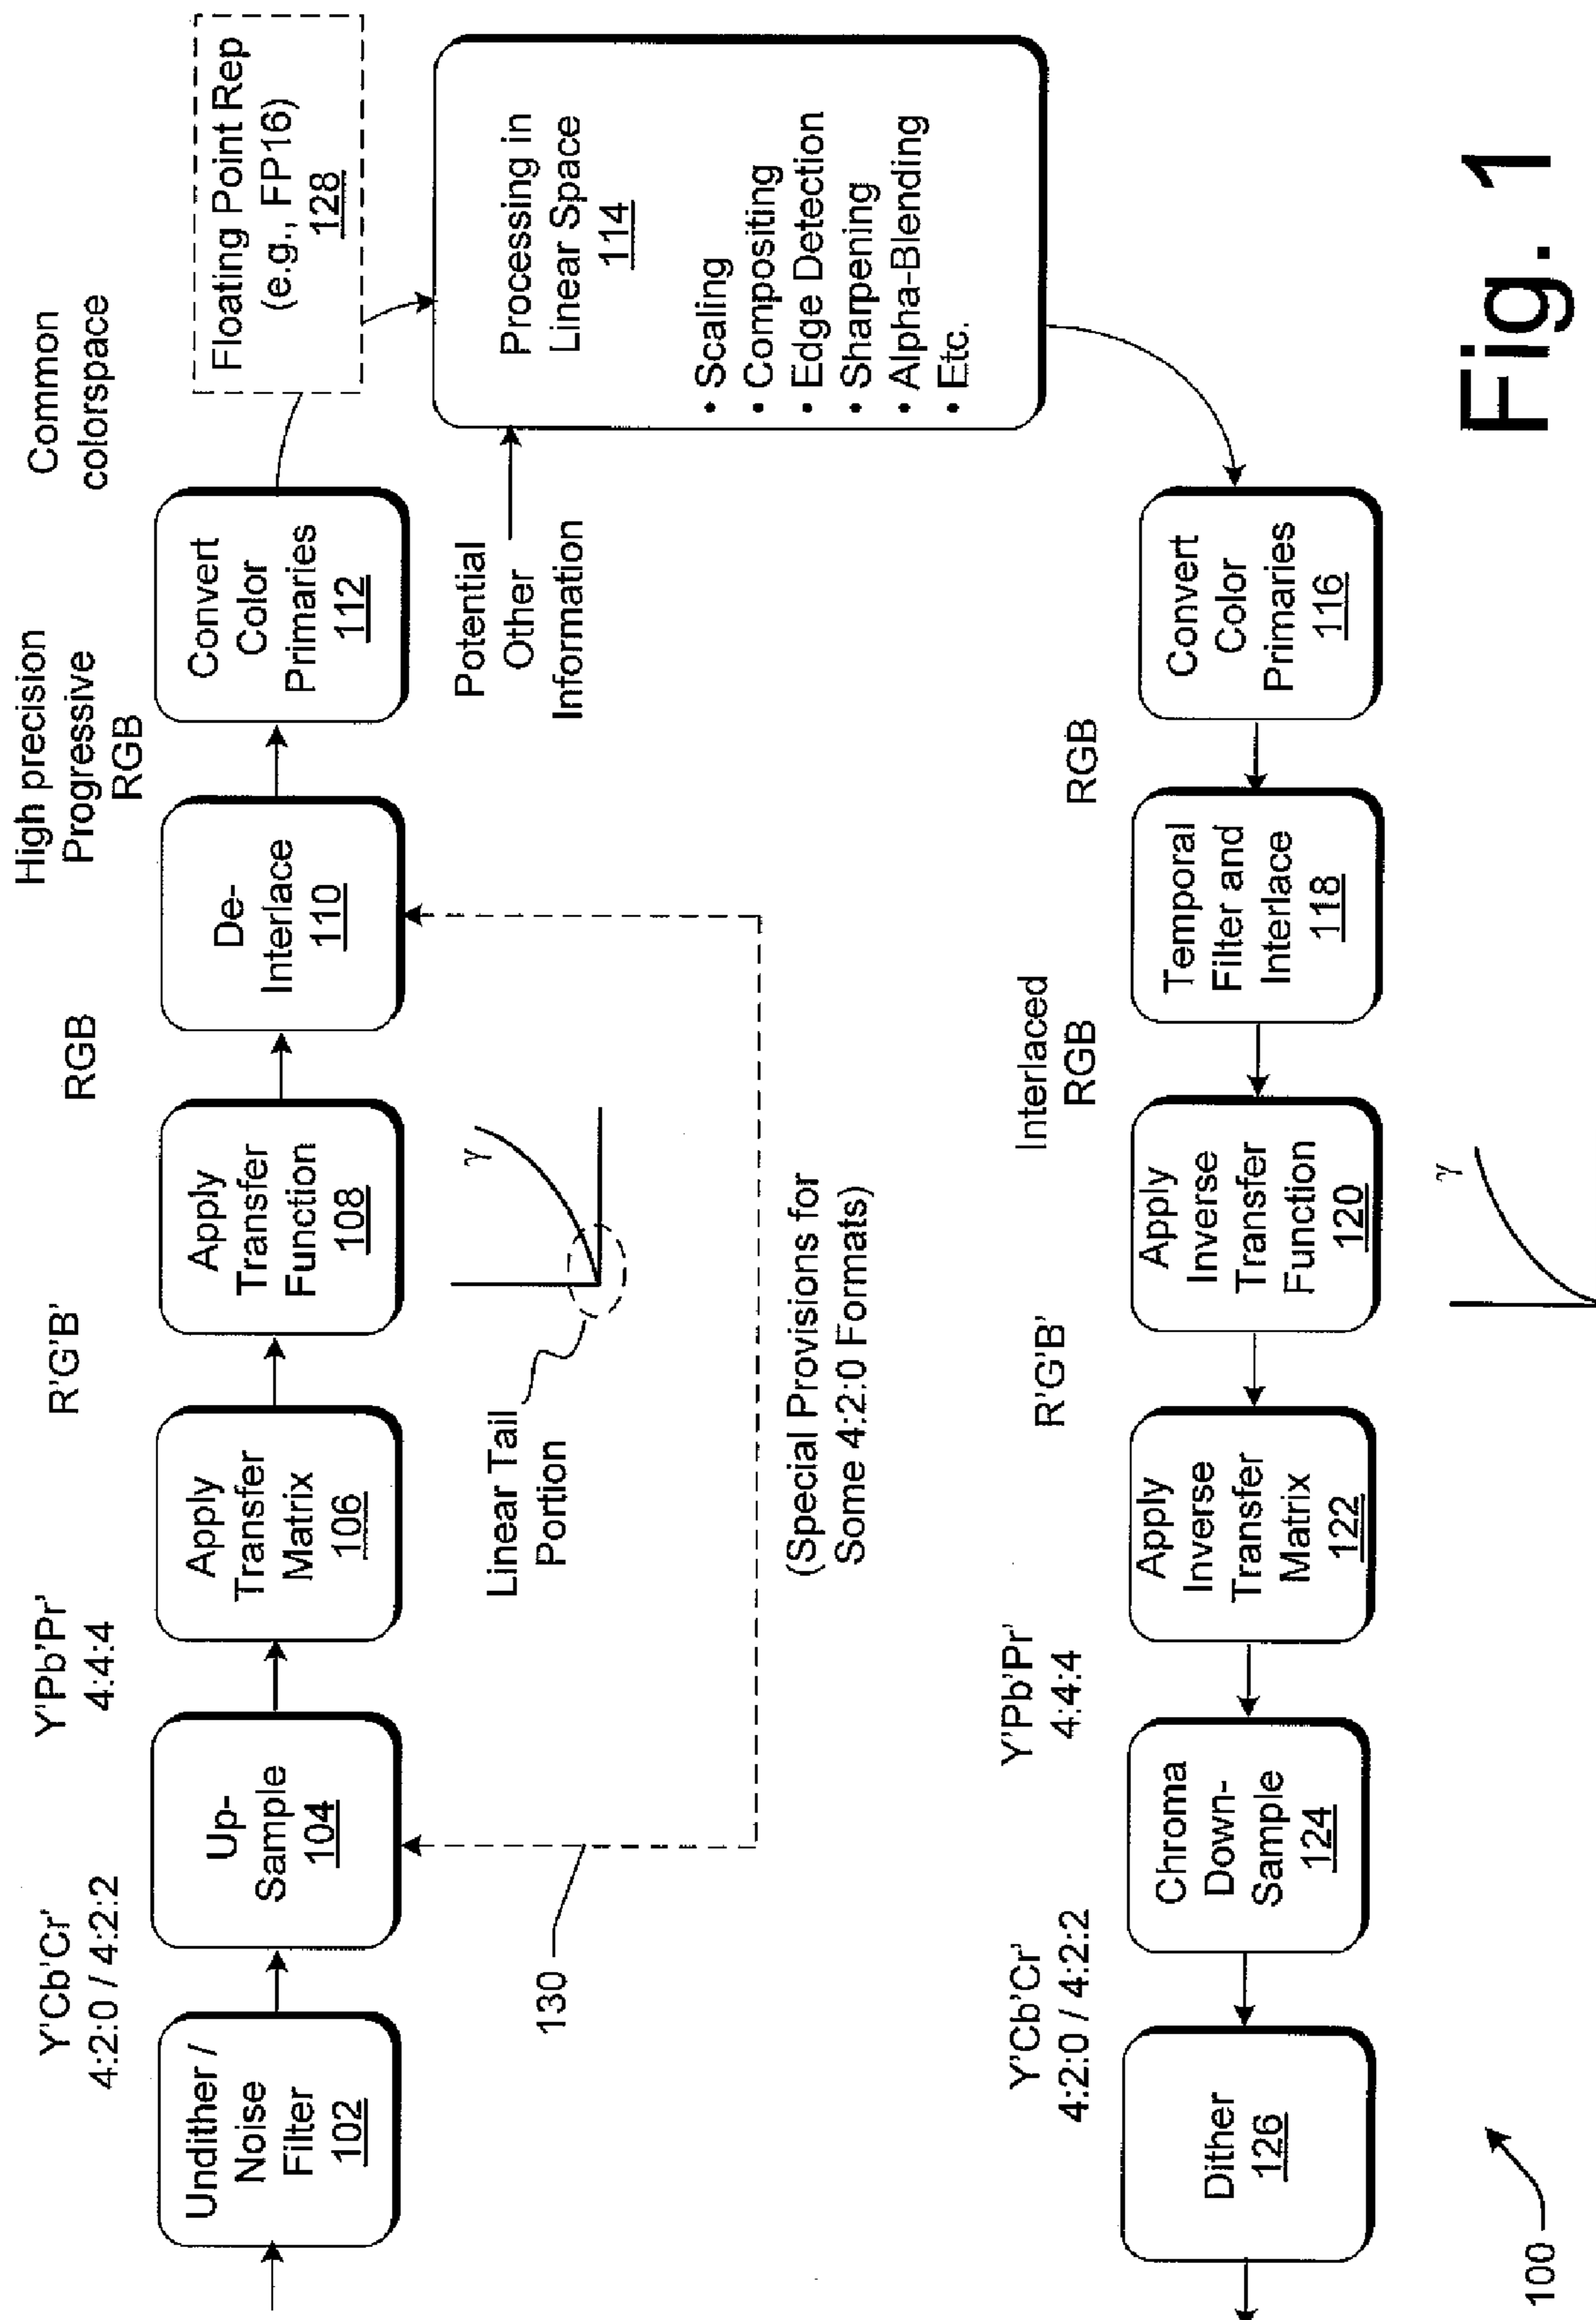 Y'Cb'Cr'
4:2:0 / 4:2:2
Y'Pb'Pr'
4:4:4
R'G'B'
RGB
High precision
Progressive
RGB
Common
colorspace
Undither /
Noise
Filter
102
Up-
Sample
104
Apply
Transfer
Matrix
106
Apply
Transfer
Function
108
De-
Interlace
110
Convert
Color
Primaries
112
Floating Point Rep
(e.g., FP16)
128
γ
Linear Tail
Portion
130
(Special Provisions for
Some 4:2:0 Formats)
Potential
Other
Information
Processing in
Linear Space
114
• Scaling
• Compositing
• Edge Detection
• Sharpening
• Alpha-Blending
• Etc.
Y'Cb'Cr'
4:2:0 / 4:2:2
Y'Pb'Pr'
4:4:4
R'G'B'
Interlaced
RGB
RGB
Dither
126
Chroma
Down-
Sample
124
Apply
Inverse
Transfer
Matrix
122
Apply
Inverse
Transfer
Function
120
Temporal
Filter and
Interlace
118
Convert
Color
Primaries
116
γ
100
Fig. 1